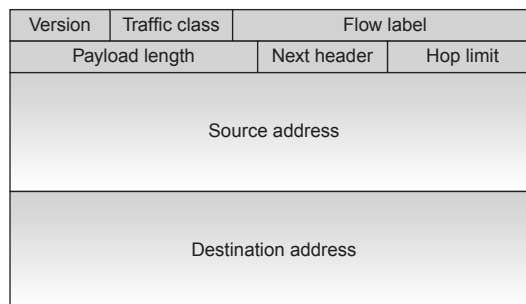 Version Traffic class Flow label
Payload length Next header Hop limit
Source address
Destination address